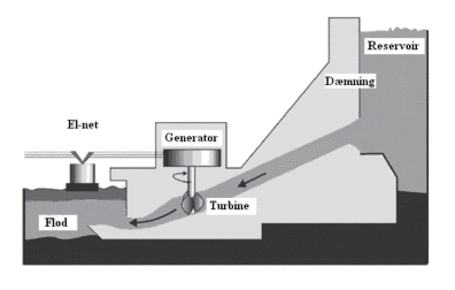 Reservoir
Dæmning
El-net
Generator
Turbine
Flod